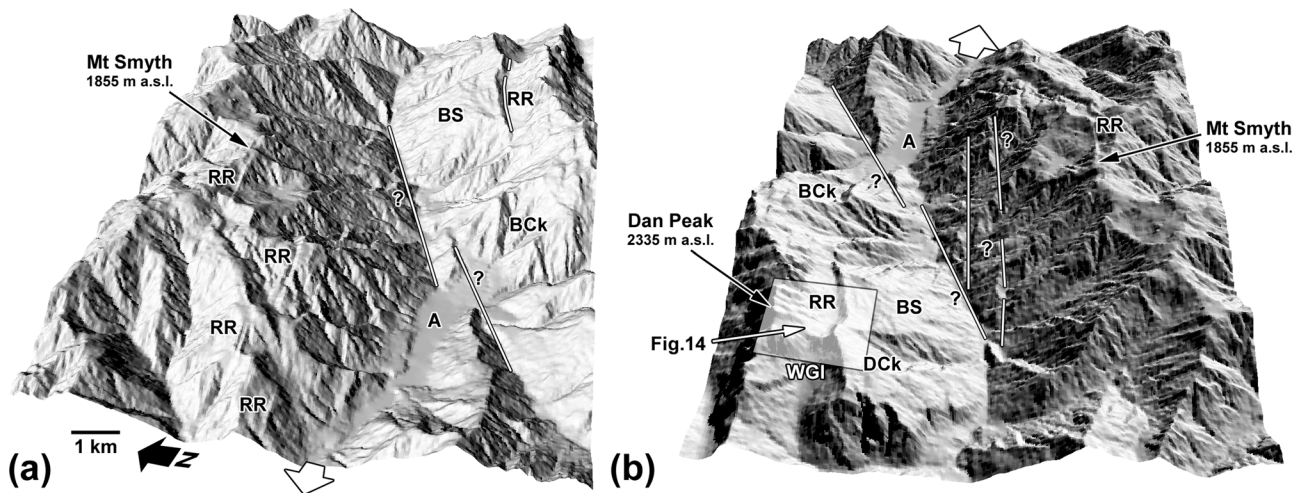 Mt Smyth
1855 m a.s.l.
RR
BS
RR
?
RR
BCk
RR
?
RR
A
RR
1 km
N
(a)
A
?
RR
Mt Smyth
1855 m a.s.l.
BCk
?
Dan Peak
2335 m a.s.l.
?
RR
BS
?
Fig.14
DCk
WGl
(b)